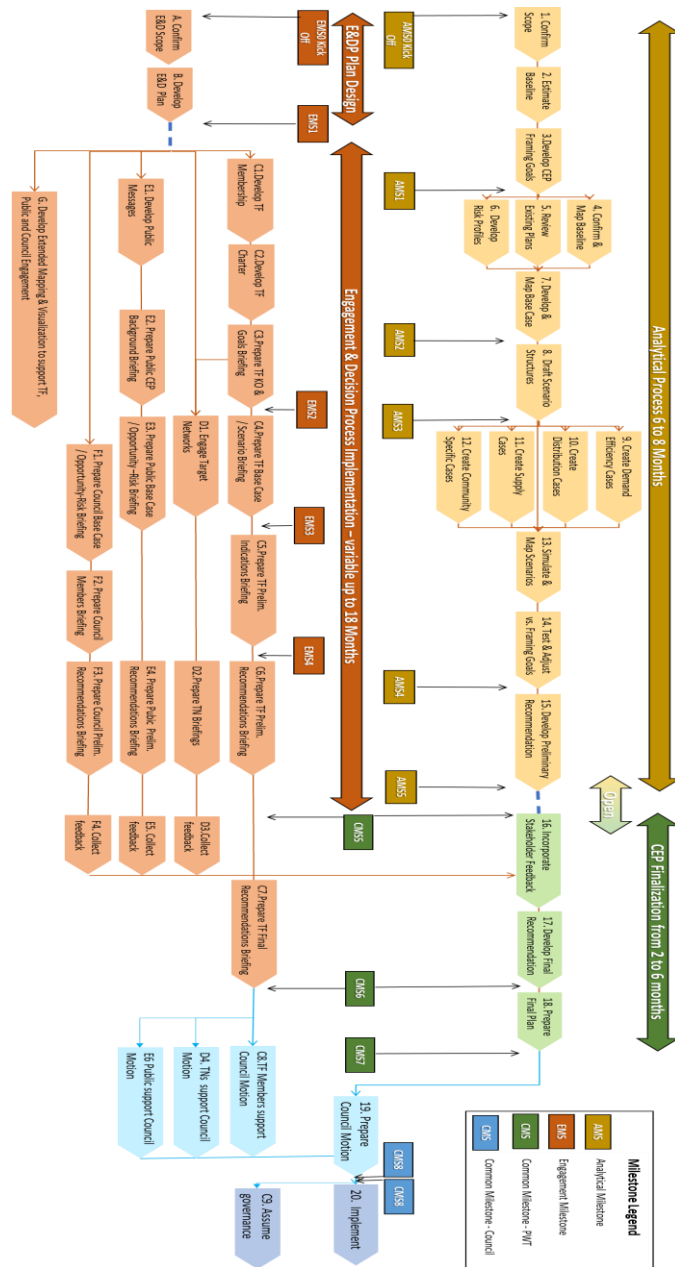 Analytical Process 6 to 8 Months
Open
CEP Finalization from 2 to 6 months
1. Confirm
Scope
2. Estimate
Baseline
3.Develop CEP
Framing Goals
4. Confirm &
Map Baseline
5. Review
Existing Plans
6. Develop
Risk Profiles
7. Develop &
Map Base Case
8. Draft Scenario
Structures
9. Create Demand
Efficiency Cases
10. Create
Distribution Cases
11. Create Supply
Cases
12. Create Community
Specific Cases
13. Simulate &
Map Scenarios
14. Test & Adjust
vs. Framing Goals
15. Develop Preliminary
Recommendation
16. Incorporate
Stakeholder Feedback
17. Develop Final
Recommendation
18. Prepare
Final Plan
19. Prepare
Council Motion
20. Implement
AMS0 Kick
Off
AMS1
AMS2
AMS3
AMS4
AMS5
CMS5
CMS6
CMS7
CMS8
CMS8
E&DP Plan Design
Engagement & Decision Process Implementation – variable up to 18 Months
EMS0 Kick
Off
EMS1
EMS2
EMS3
EMS4
A. Confirm
E&D Scope
B. Develop
E&D Plan
C1.Develop TF
Membership
C2.Develop TF
Charter
C3.Prepare TF KO &
Goals Briefing
C4.Prepare TF Base Case
/ Scenario Briefing
C5.Prepare TF Prelim.
Indications Briefing
C6.Prepare TF Prelim.
Recommendations Briefing
C7.Prepare TF Final
Recommendations Briefing
C8.TF Members support
Council Motion
C9. Assume
governance
D1. Engage Target
Networks
D2.Prepare TN Briefings
D3.Collect
feedback
D4. TNs support Council
Motion
E1. Develop Public
Messages
E2. Prepare Public CEP
Background Briefing
E3. Prepare Public Base Case
/ Opportunity –Risk Briefing
E4. Prepare Public Prelim.
Recommendations Briefing
E5. Collect
feedback
E6 Public support Council
Motion
F1. Prepare Council Base Case
/ Opportunity-Risk Briefing
F2. Prepare Council
Members Briefing
F3. Prepare Council Prelim.
Recommendations Briefing
F4. Collect
feedback
G. Develop Extended Mapping & Visualization to support TF,
Public and Council Engagement
Milestone Legend
AMS
Analytical Milestone
EMS
Engagement Milestone
CMS
Common Milestone - PWT
CMS
Common Milestone - Council